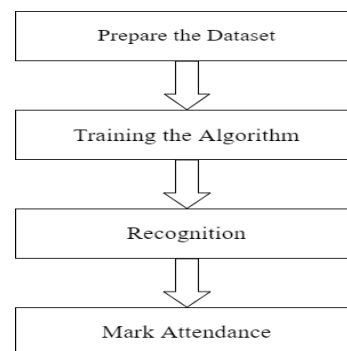 Prepare the Dataset
Training the Algorithm
Recognition
Mark Attendance